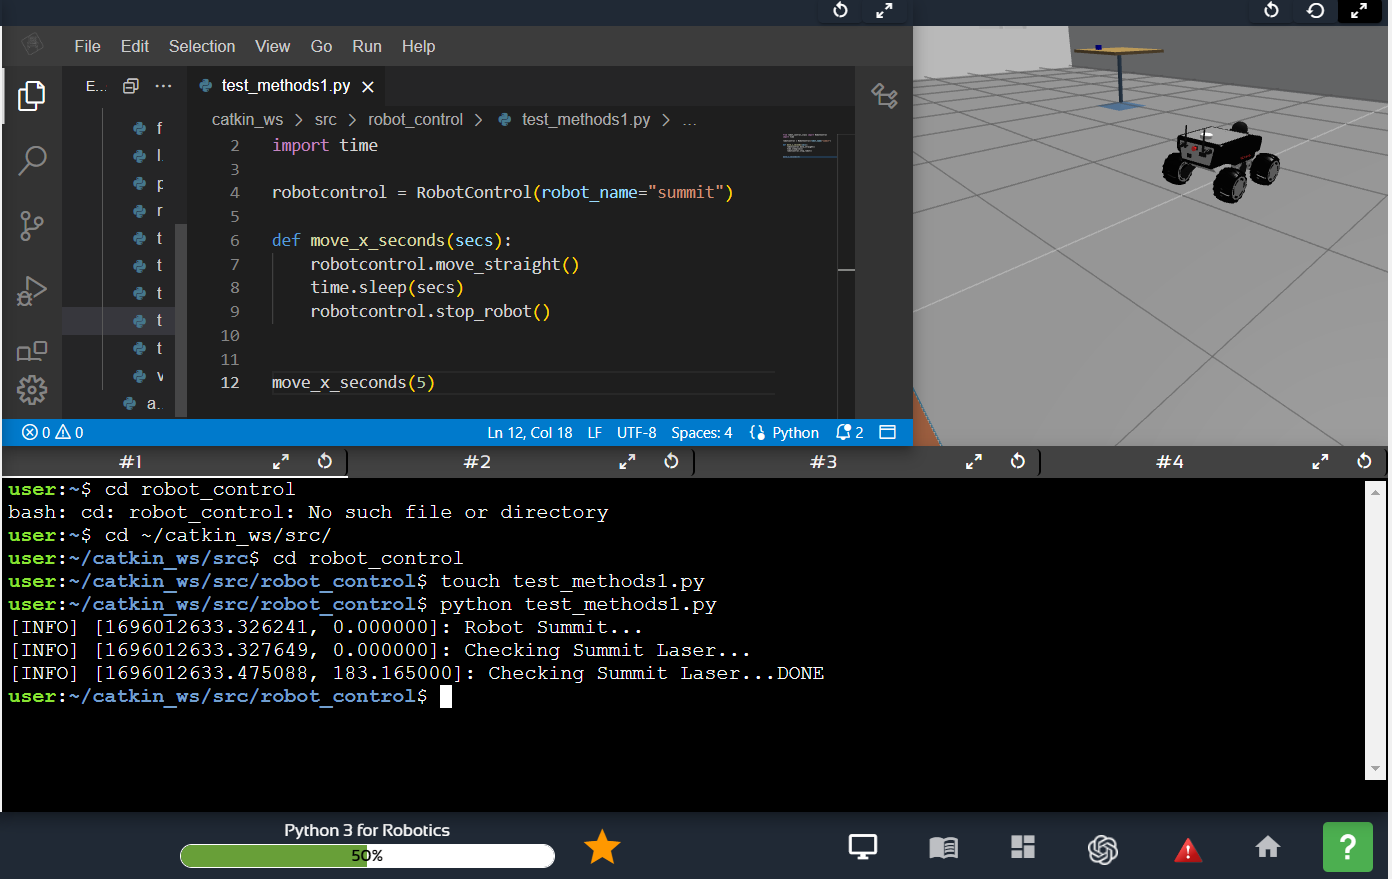 File Edit Selection View Go Run Help
E... test_methods1.py
catkin_ws > src > robot_control > test_methods1.py > ...
f
l.
p
r
t
t
t
t
t
v
a.
2 import time
3
4 robotcontrol = RobotControl(robot_name="summit")
5
6 def move_x_seconds(secs):
7 robotcontrol.move_straight()
8 time.sleep(secs)
9 robotcontrol.stop_robot()
10
11
12 move_x_seconds(5)
0 0 Ln 12, Col 18 LF UTF-8 Spaces: 4 Python 2
#1 #2 #3 #4
user:~$ cd robot_control
bash: cd: robot_control: No such file or directory
user:~$ cd ~/catkin_ws/src/
user:~/catkin_ws/src$ cd robot_control
user:~/catkin_ws/src/robot_control$ touch test_methods1.py
user:~/catkin_ws/src/robot_control$ python test_methods1.py
[INFO] [1696012633.326241, 0.000000]: Robot Summit...
[INFO] [1696012633.327649, 0.000000]: Checking Summit Laser...
[INFO] [1696012633.475088, 183.165000]: Checking Summit Laser...DONE
user:~/catkin_ws/src/robot_control$
Python 3 for Robotics
50%
?